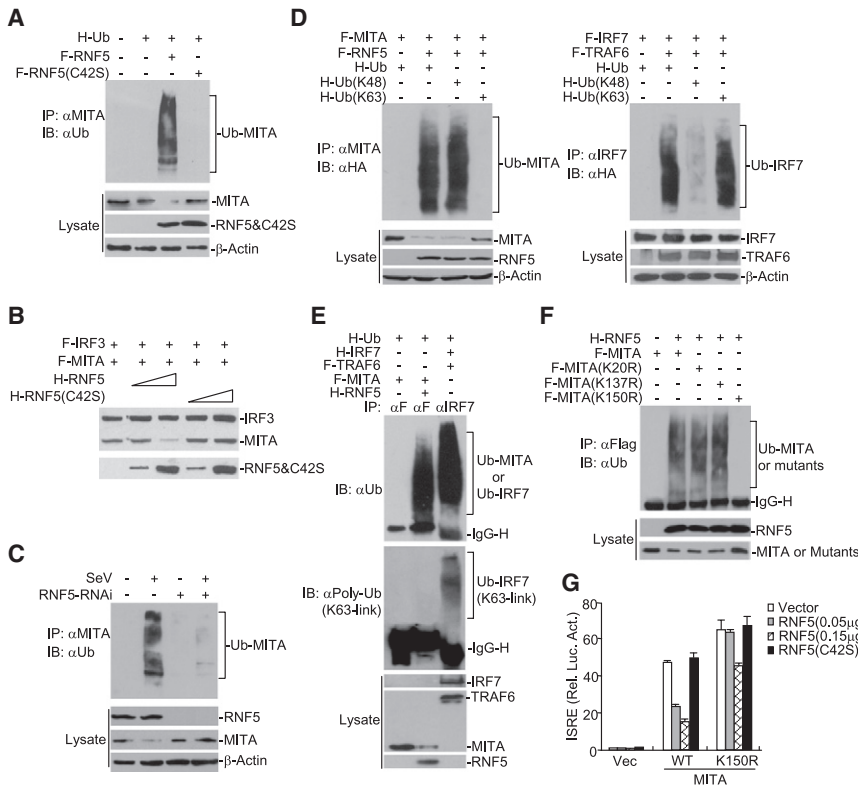 A
H-Ub - + + +
F-RNF5 - - + -
F-RNF5(C42S) - - - +
IP: αMITA
IB: αUb
-Ub-MITA
-MITA
Lysate
-RNF5&C42S
-β-Actin
B
F-IRF3 + + + + +
F-MITA + + + + +
H-RNF5
H-RNF5(C42S)
-IRF3
-MITA
-RNF5&C42S
C
SeV - + - +
RNF5-RNAi - - + +
IP: αMITA
IB: αUb
-Ub-MITA
-RNF5
Lysate
-MITA
-β-Actin
D
F-MITA + + + +
F-RNF5 - + + +
H-Ub + + - -
H-Ub(K48) - - + -
H-Ub(K63) - - - +
IP: αMITA
IB: αHA
-Ub-MITA
-MITA
Lysate
-RNF5
-β-Actin
F-IRF7 + + + +
F-TRAF6 - + + +
H-Ub + + - -
H-Ub(K48) - - + -
H-Ub(K63) - - - +
IP: αIRF7
IB: αHA
-Ub-IRF7
-IRF7
Lysate
-TRAF6
-β-Actin
E
H-Ub + + +
H-IRF7 - - +
F-TRAF6 - - +
F-MITA + + -
H-RNF5 - + -
IP: αF αF αIRF7
IB: αUb
Ub-MITA
or
Ub-IRF7
-IgG-H
IB: αPoly-Ub
(K63-link)
Ub-IRF7
(K63-link)
-IgG-H
-IRF7
-TRAF6
Lysate
-MITA
-RNF5
F
H-RNF5 - + + + +
F-MITA + + - - -
F-MITA(K20R) - - + - -
F-MITA(K137R) - - - + -
F-MITA(K150R) - - - - +
IP: αFlag
IB: αUb
Ub-MITA
or mutants
-IgG-H
Lysate
-RNF5
-MITA or Mutants
G
ISRE (Rel. Luc. Act.)
80
60
40
20
0
Vector
RNF5(0.05μg
RNF5(0.15μg
RNF5(C42S)
Vec WT K150R
MITA